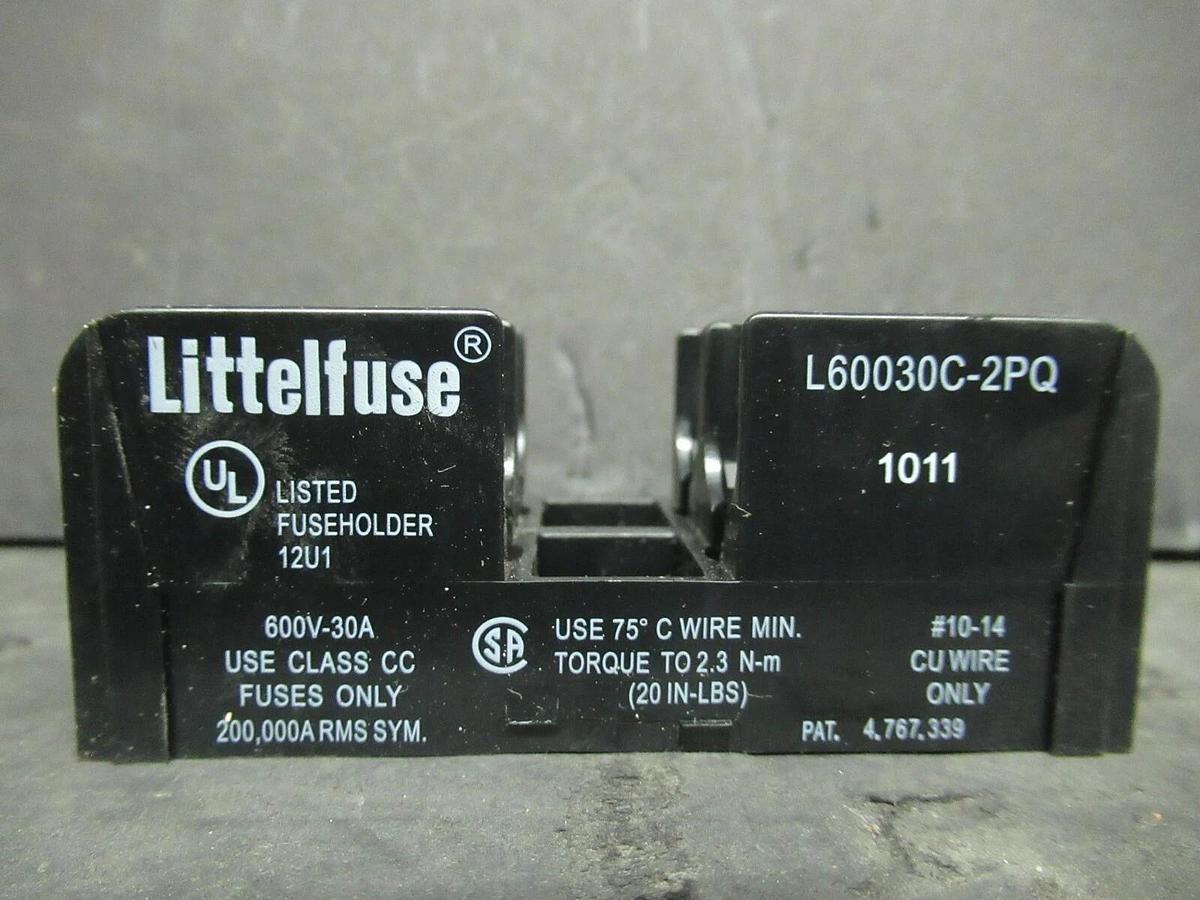 Littelfuse®
UL LISTED
FUSEHOLDER
12U1
600V-30A
USE CLASS CC
FUSES ONLY
200,000A RMS SYM.
SA
USE 75° C WIRE MIN.
TORQUE TO 2.3 N-m
(20 IN-LBS)
L60030C-2PQ
1011
#10-14
CU WIRE
ONLY
PAT. 4,767,339